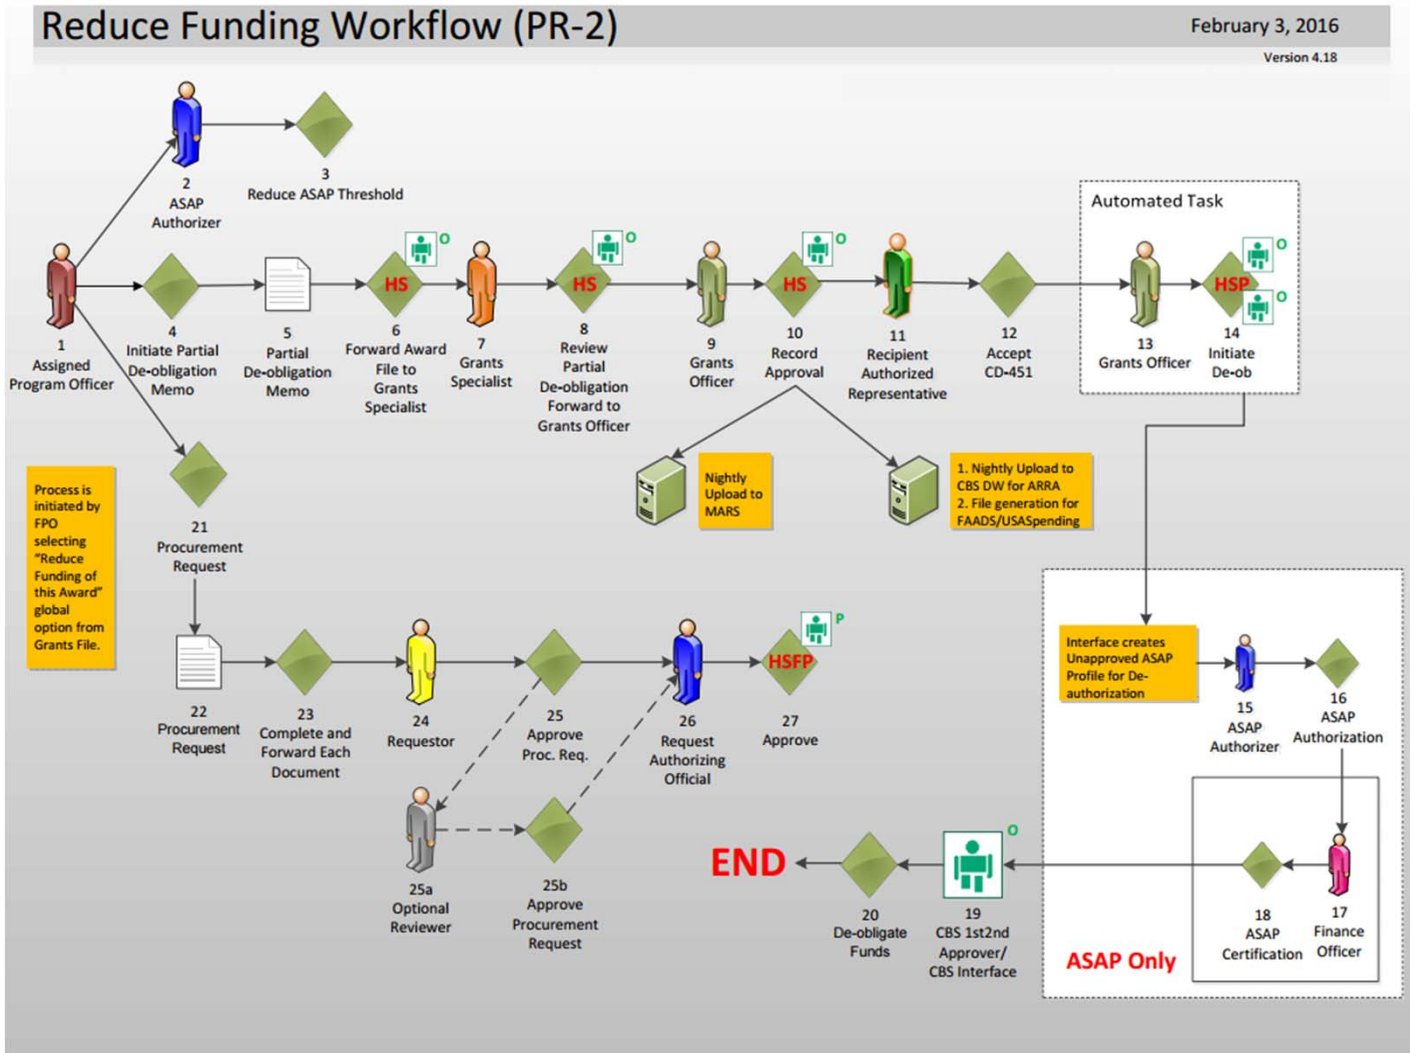 Reduce Funding Workflow (PR-2)
February 3, 2016
Version 4.18
2
ASAP
Authorizer
3
Reduce ASAP Threshold
Automated Task
1
Assigned
Program Officer
4
Initiate Partial
De-obligation
Memo
5
Partial
De-obligation
Memo
HS
O
6
Forward Award
File to
Grants
Specialist
7
Grants
Specialist
HS
O
8
Review
Partial
De-obligation
Forward to
Grants Officer
9
Grants
Officer
HS
O
10
Record
Approval
11
Recipient
Authorized
Representative
12
Accept
CD-451
13
Grants Officer
HSP
O
O
14
Initiate
De-ob
Nightly
Upload to
MARS
1. Nightly Upload to
CBS DW for ARRA
2. File generation for
FAADS/USASpending
Process is
initiated by
FPO
selecting
"Reduce
Funding of
this Award"
global
option from
Grants File.
21
Procurement
Request
22
Procurement
Request
23
Complete and
Forward Each
Document
24
Requestor
25
Approve
Proc. Req.
26
Request
Authorizing
Official
HSFP
P
27
Approve
25a
Optional
Reviewer
25b
Approve
Procurement
Request
Interface creates
Unapproved ASAP
Profile for De-
authorization
15
ASAP
Authorizer
16
ASAP
Authorization
17
Finance
Officer
18
ASAP
Certification
ASAP Only
O
19
CBS 1st2nd
Approver/
CBS Interface
20
De-obligate
Funds
END